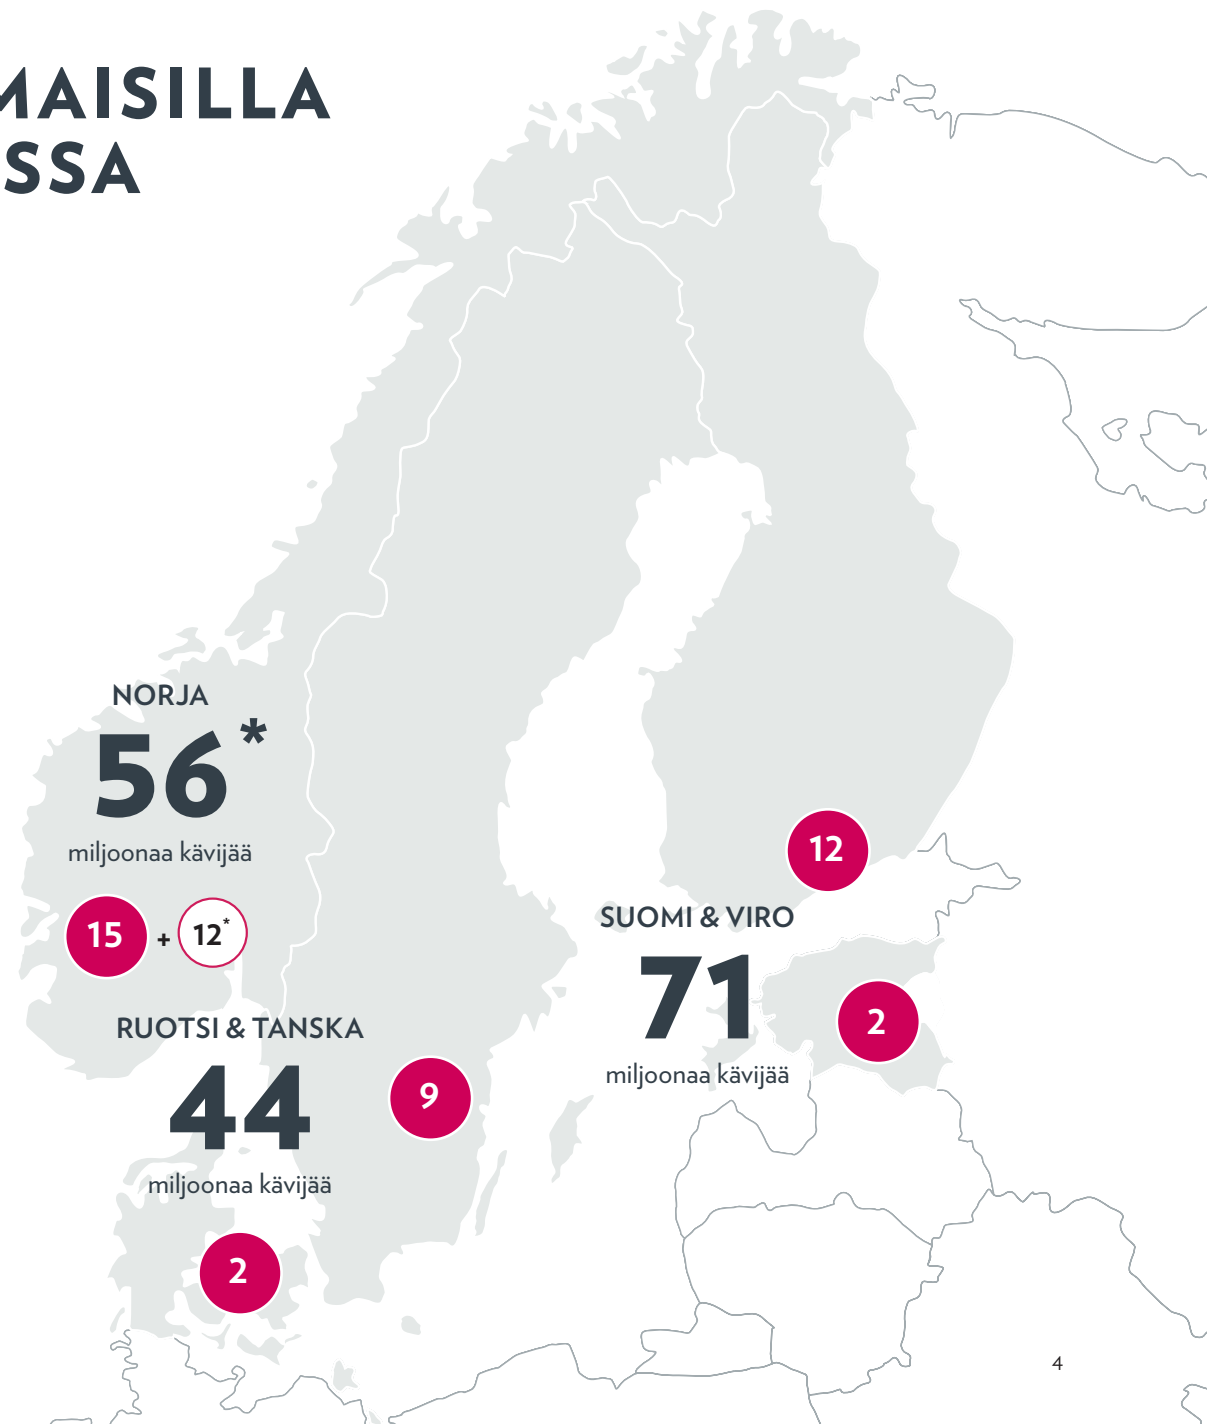 MAISILLA
SSA
NORJA
56*
miljoonaa kävijää
15 + 12*
12
SUOMI & VIRO
71
miljoonaa kävijää
2
RUOTSI & TANSKA
44
miljoonaa kävijää
9
2
4